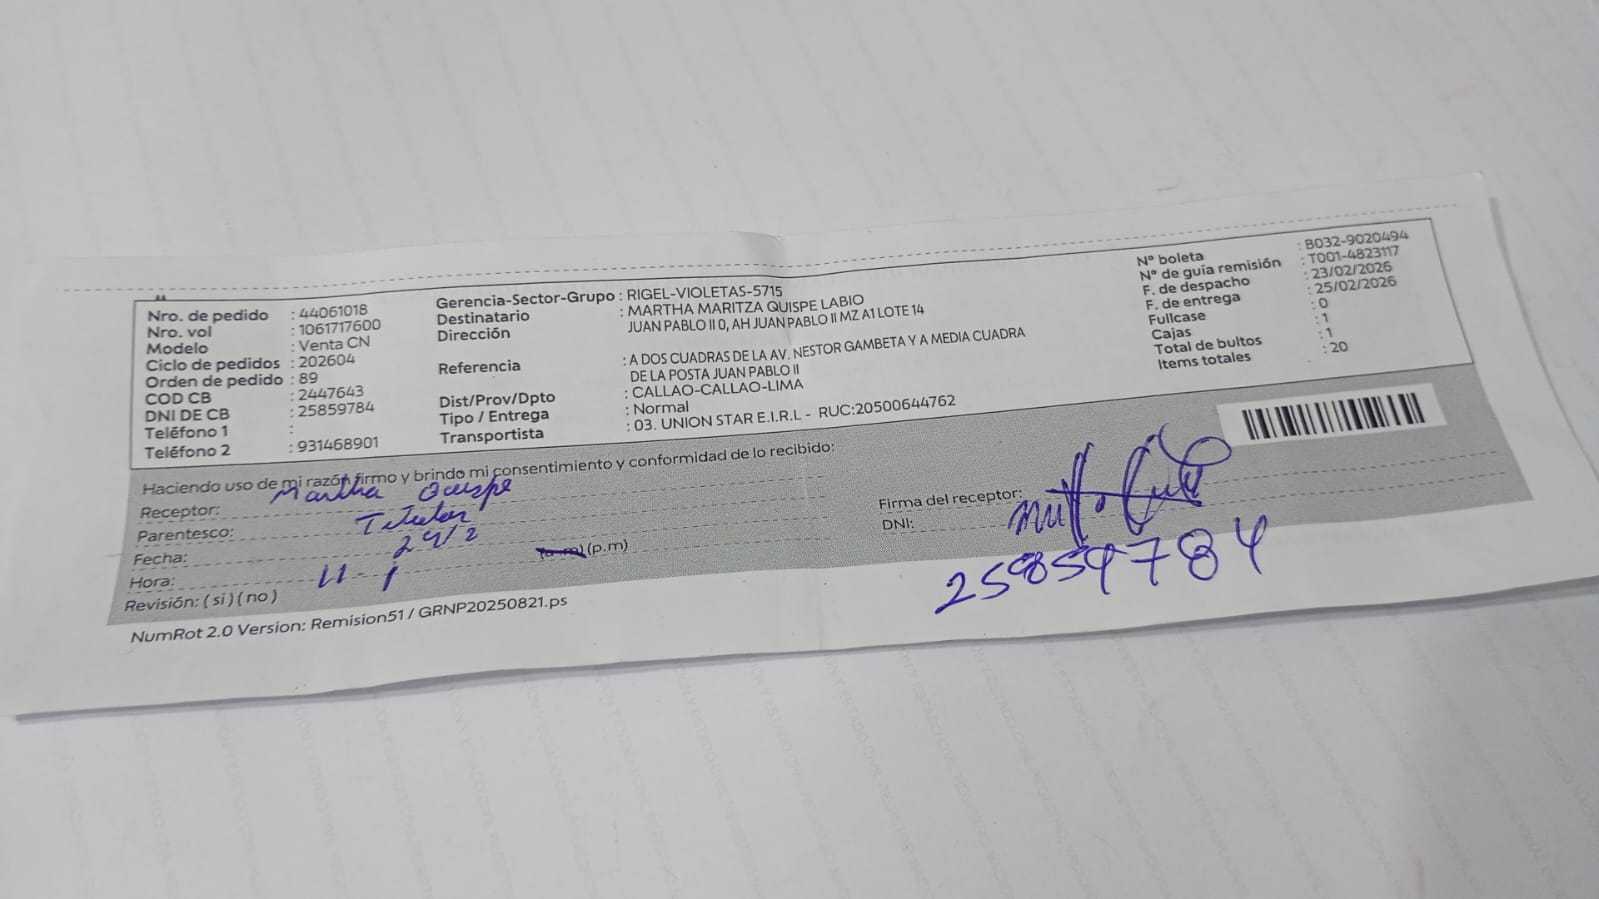 Nro. de pedido : 44061018
Nro. vol : 1061717600
Modelo : Venta CN
Ciclo de pedidos : 202604
Orden de pedido : 89
COD CB : 2447643
DNI DE CB : 25859784
Teléfono 1 :
Teléfono 2 : 931468901
Gerencia-Sector-Grupo : RIGEL-VIOLETAS-5715
Destinatario : MARTHA MARITZA QUISPE LABIO
Dirección JUAN PABLO II 0, AH JUAN PABLO II MZ A1 LOTE 14
Referencia : A DOS CUADRAS DE LA AV. NESTOR GAMBETA Y A MEDIA CUADRA
DE LA POSTA JUAN PABLO II
Dist/Prov/Dpto : CALLAO-CALLAO-LIMA
Tipo / Entrega : Normal
Transportista : 03. UNION STAR E.I.R.L - RUC:20500644762
N° boleta : B032-9020494
N° de guía remisión : T001-4823117
F. de despacho : 23/02/2026
F. de entrega : 25/02/2026
Fullcase : 0
Cajas : 1
Total de bultos : 1
Items totales : 20
Haciendo uso de mi razón firmo y brindo mi consentimiento y conformidad de lo recibido:
Receptor: Martha Quispe
Parentesco: Titular
Fecha: 24/2
Hora: (a.m) (p.m)
Revisión: ( si ) ( no )
Firma del receptor:
DNI: 25859784
NumRot 2.0 Version: Remision51 / GRNP20250821.ps